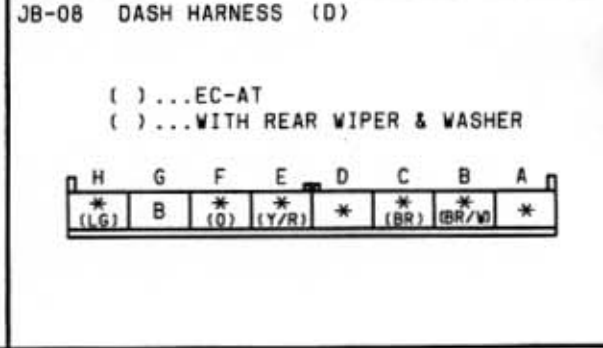 JB-08 DASH HARNESS (D)
( )...EC-AT
( )...WITH REAR WIPER & WASHER
H G F E D C B A
* B * * * * * *
(LG) (O) (Y/R) (BR) (BR/W)